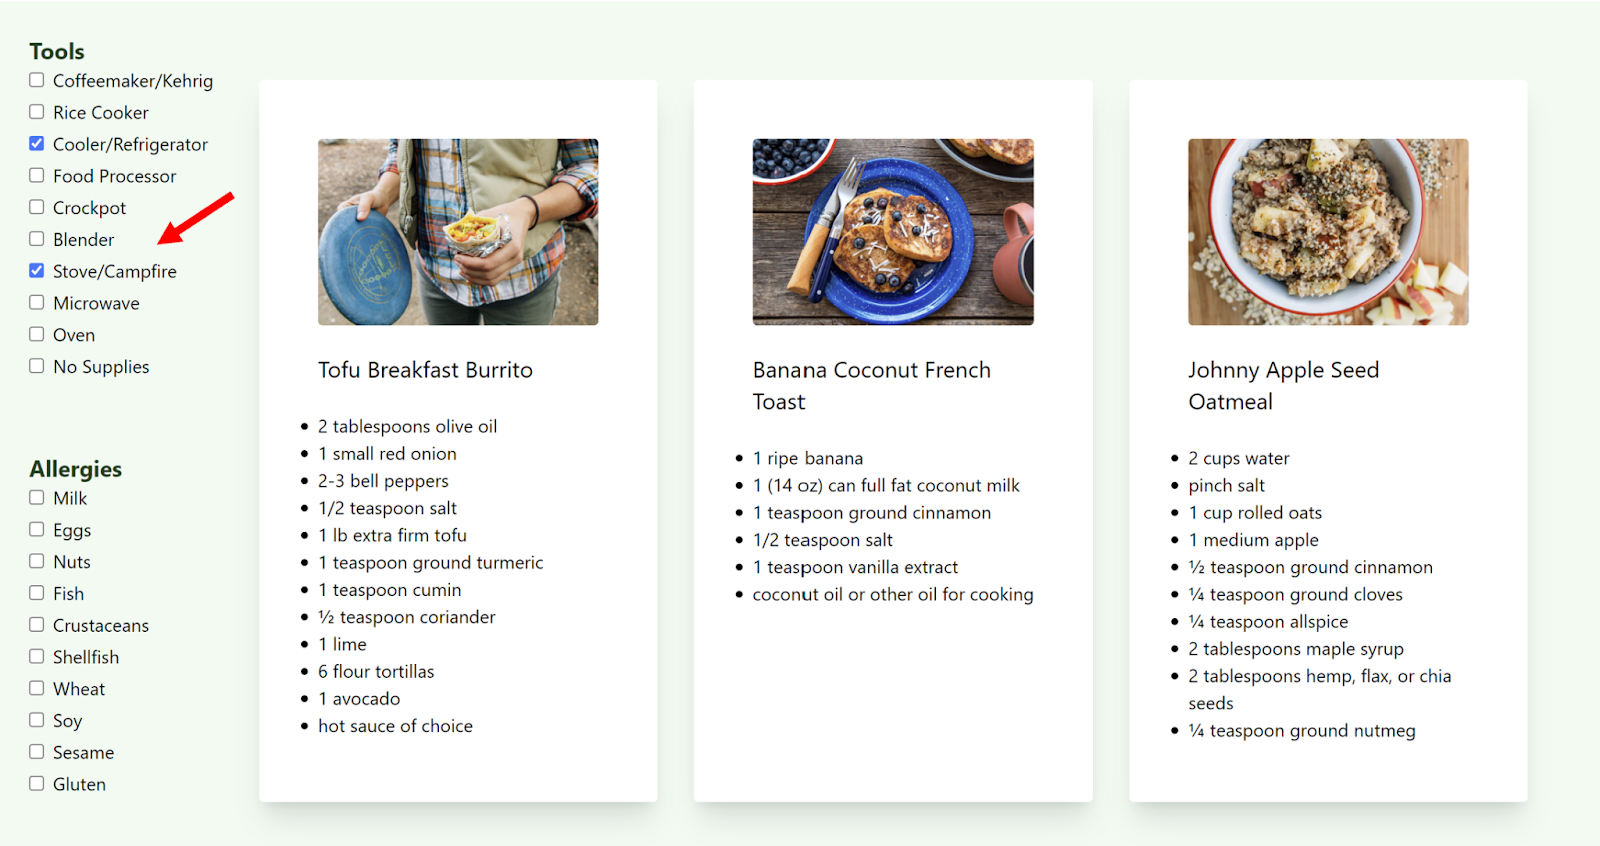 Tools
Coffeemaker/Kehrig
Rice Cooker
Cooler/Refrigerator
Food Processor
Crockpot
Blender
Stove/Campfire
Microwave
Oven
No Supplies
Allergies
Milk
Eggs
Nuts
Fish
Crustaceans
Shellfish
Wheat
Soy
Sesame
Gluten
Tofu Breakfast Burrito
2 tablespoons olive oil
1 small red onion
2-3 bell peppers
1/2 teaspoon salt
1 lb extra firm tofu
1 teaspoon ground turmeric
1 teaspoon cumin
½ teaspoon coriander
1 lime
6 flour tortillas
1 avocado
hot sauce of choice
Banana Coconut French
Toast
1 ripe banana
1 (14 oz) can full fat coconut milk
1 teaspoon ground cinnamon
1/2 teaspoon salt
1 teaspoon vanilla extract
coconut oil or other oil for cooking
Johnny Apple Seed
Oatmeal
2 cups water
pinch salt
1 cup rolled oats
1 medium apple
½ teaspoon ground cinnamon
¼ teaspoon ground cloves
¼ teaspoon allspice
2 tablespoons maple syrup
2 tablespoons hemp, flax, or chia
seeds
¼ teaspoon ground nutmeg